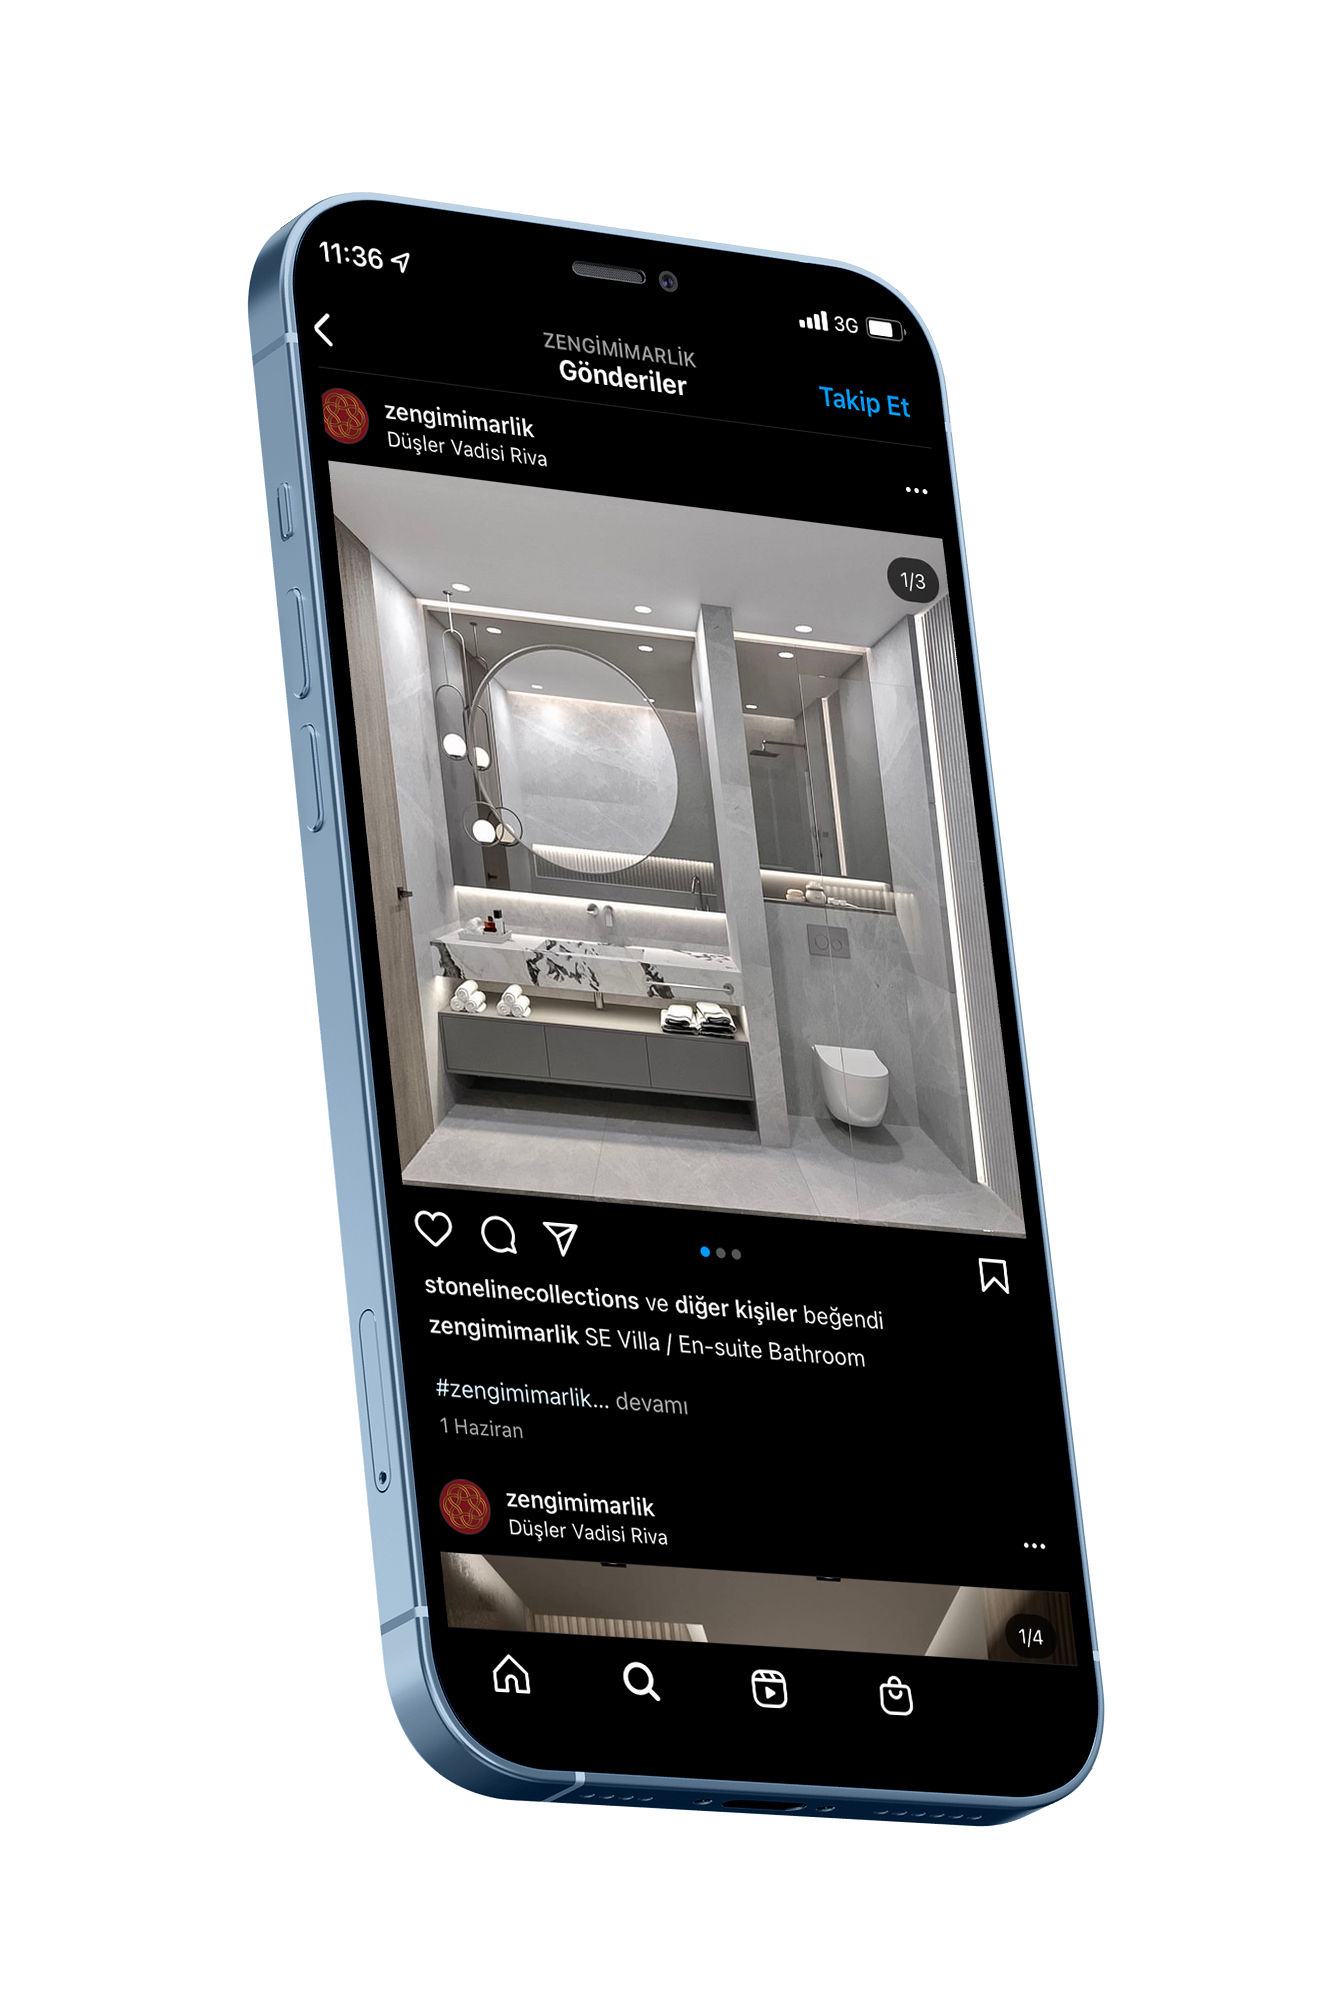 11:36
3G
ZENGİMİMARLİK
Gönderiler
Takip Et
zengimimarlik
Düşler Vadisi Riva
1/3
stonelinecollections ve diğer kişiler beğendi
zengimimarlik SE Villa / En-suite Bathroom
#zengimimarlik... devamı
1 Haziran
zengimimarlik
Düşler Vadisi Riva
1/4